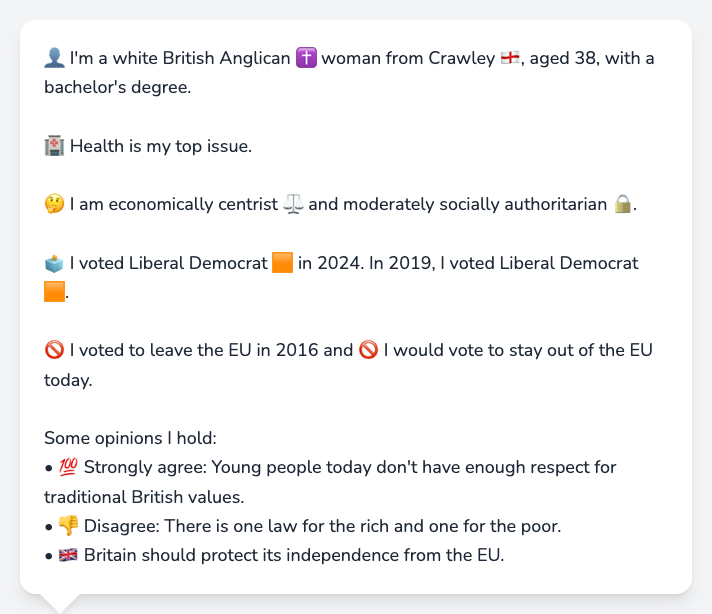 👤 I'm a white British Anglican ✝️ woman from Crawley 🏴󠁧󠁢󠁥󠁮󠁧󠁿, aged 38, with a
bachelor's degree.
🏥 Health is my top issue.
🤔 I am economically centrist ⚖️ and moderately socially authoritarian 🔒.
🗳️ I voted Liberal Democrat 🟧 in 2024. In 2019, I voted Liberal Democrat
🟧.
🚫 I voted to leave the EU in 2016 and 🚫 I would vote to stay out of the EU
today.
Some opinions I hold:
• 💯 Strongly agree: Young people today don't have enough respect for
traditional British values.
• 👎 Disagree: There is one law for the rich and one for the poor.
• 🇬🇧 Britain should protect its independence from the EU.